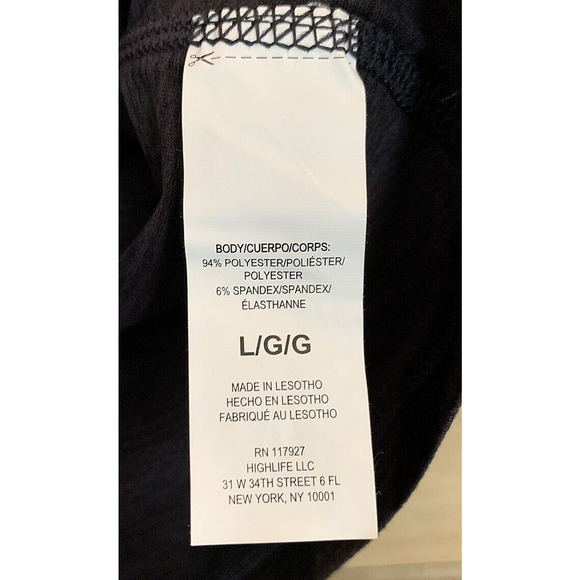 BODY/CUERPO/CORPS:
94% POLYESTER/POLIÉSTER/
POLYESTER
6% SPANDEX/SPANDEX/
ÉLASTHANNE
L/G/G
MADE IN LESOTHO
HECHO EN LESOTHO
FABRIQUÉ AU LESOTHO
RN 117927
HIGHLIFE LLC
31 W 34TH STREET 6 FL
NEW YORK, NY 10001